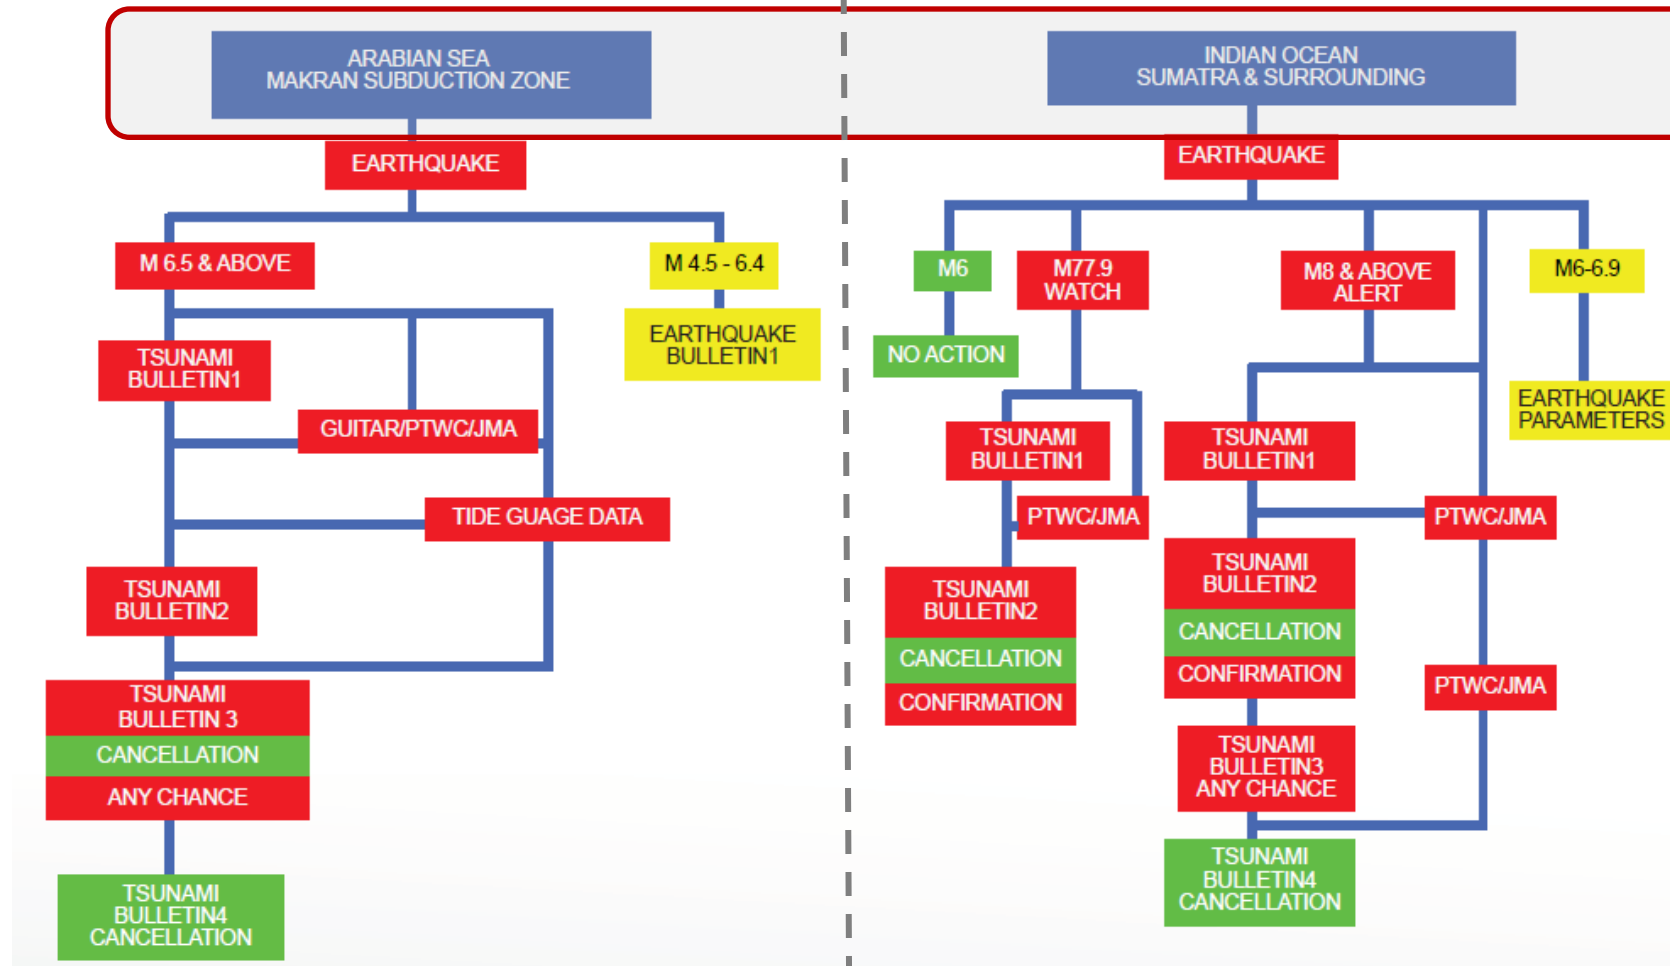 ARABIAN SEA
MAKRAN SUBDUCTION ZONE
EARTHQUAKE
M 6.5 & ABOVE
M 4.5 - 6.4
TSUNAMI
BULLETIN1
EARTHQUAKE
BULLETIN1
GUITAR/PTWC/JMA
TIDE GUAGE DATA
TSUNAMI
BULLETIN2
TSUNAMI
BULLETIN 3
CANCELLATION
ANY CHANCE
TSUNAMI
BULLETIN4
CANCELLATION
INDIAN OCEAN
SUMATRA & SURROUNDING
EARTHQUAKE
M6
M77.9
WATCH
M8 & ABOVE
ALERT
M6-6.9
NO ACTION
EARTHQUAKE
PARAMETERS
TSUNAMI
BULLETIN1
PTWC/JMA
TSUNAMI
BULLETIN2
CANCELLATION
CONFIRMATION
TSUNAMI
BULLETIN1
PTWC/JMA
TSUNAMI
BULLETIN2
CANCELLATION
CONFIRMATION
PTWC/JMA
TSUNAMI
BULLETIN3
ANY CHANCE
TSUNAMI
BULLETIN4
CANCELLATION